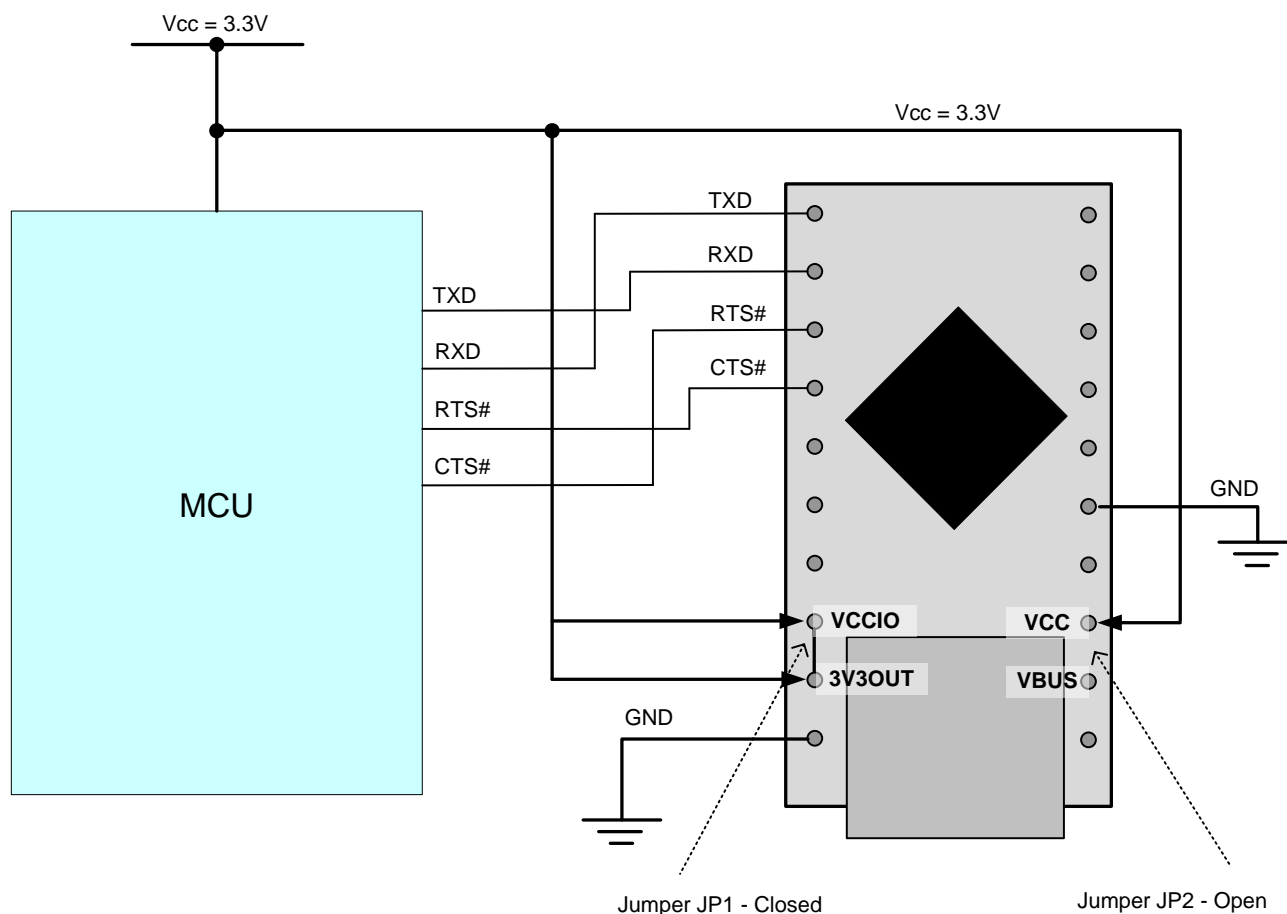 Vcc = 3.3V
Vcc = 3.3V
TXD
RXD
RTS#
CTS#
TXD
RXD
RTS#
CTS#
MCU
GND
VCCIO
VCC
3V3OUT
VBUS
GND
Jumper JP1 - Closed
Jumper JP2 - Open